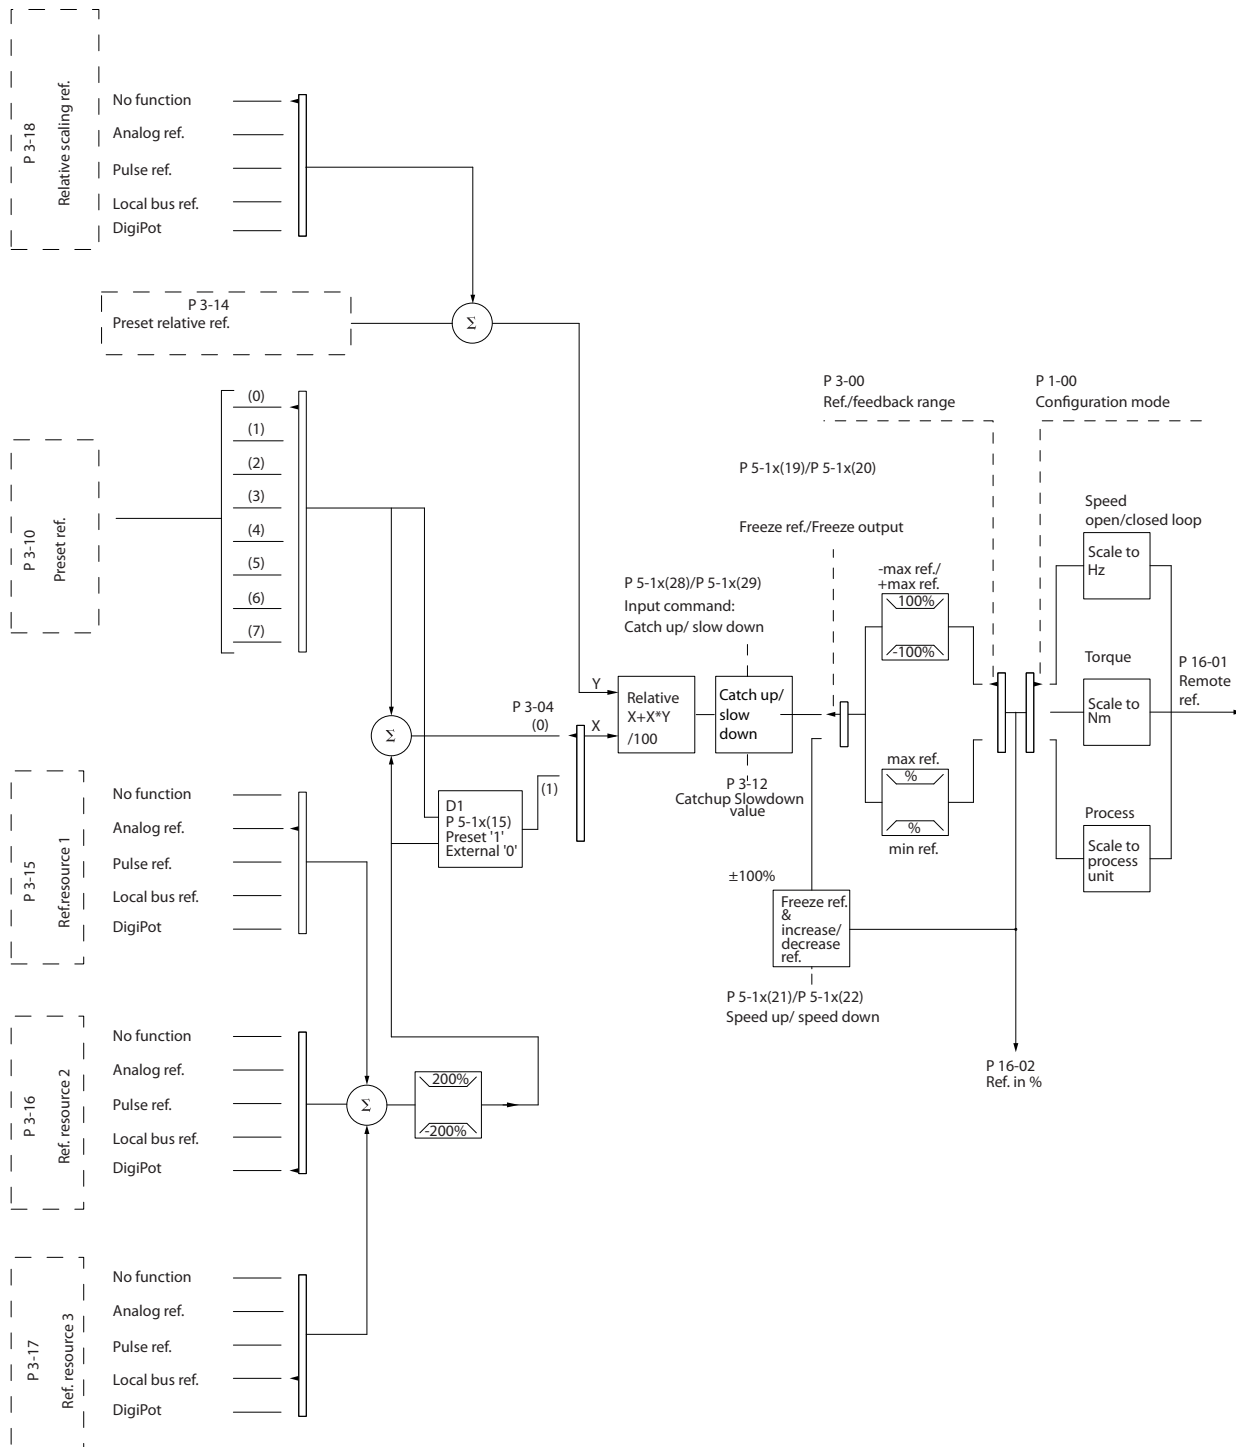 P 3-18
Relative scaling ref.
No function
Analog ref.
Pulse ref.
Local bus ref.
DigiPot
P 3-14
Preset relative ref.
Σ
P 3-10
Preset ref.
(0)
(1)
(2)
(3)
(4)
(5)
(6)
(7)
Σ
P 3-04
(0)
(1)
D1
P 5-1x(15)
Preset '1'
External '0'
Y
X
Relative
X+X*Y
/100
P 5-1x(28)/P 5-1x(29)
Input command:
Catch up/ slow down
Catch up/
slow
down
P 3-12
Catchup Slowdown
value
P 5-1x(19)/P 5-1x(20)
Freeze ref./Freeze output
±100%
Freeze ref.
&
increase/
decrease
ref.
P 5-1x(21)/P 5-1x(22)
Speed up/ speed down
P 3-00
Ref./feedback range
-max ref./
+max ref.
100%
-100%
max ref.
%
%
min ref.
P 1-00
Configuration mode
Speed
open/closed loop
Scale to
Hz
Torque
Scale to
Nm
Process
Scale to
process
unit
P 16-01
Remote
ref.
P 16-02
Ref. in %
P 3-15
Ref.resource 1
No function
Analog ref.
Pulse ref.
Local bus ref.
DigiPot
P 3-16
Ref. resource 2
No function
Analog ref.
Pulse ref.
Local bus ref.
DigiPot
Σ
200%
-200%
P 3-17
Ref. resource 3
No function
Analog ref.
Pulse ref.
Local bus ref.
DigiPot